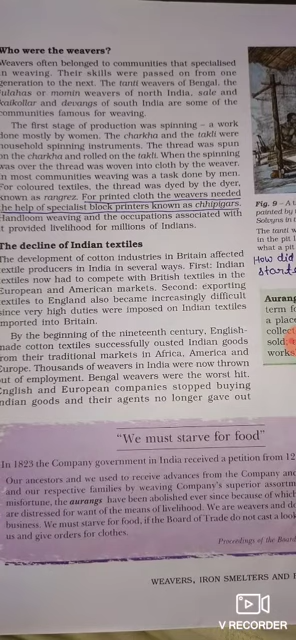 Who were the weavers?
Weavers often belonged to communities that specialised
in weaving. Their skills were passed on from one
generation to the next. The tanti weavers of Bengal, the
julahas or momin weavers of north India, sale and
kaikollar and devangs of south India are some of the
communities famous for weaving.
The first stage of production was spinning – a work
done mostly by women. The charkha and the takli were
household spinning instruments. The thread was spun
on the charkha and rolled on the takli. When the spinning
was over the thread was woven into cloth by the weaver.
In most communities weaving was a task done by men.
For coloured textiles, the thread was dyed by the dyer,
known as rangrez. For printed cloth the weavers needed
the help of specialist block printers known as chhipigars.
Handloom weaving and the occupations associated with
it provided livelihood for millions of Indians.
The decline of Indian textiles
The development of cotton industries in Britain affected
textile producers in India in several ways. First: Indian
textiles now had to compete with British textiles in the
European and American markets. Second: exporting
textiles to England also became increasingly difficult
since very high duties were imposed on Indian textiles
imported into Britain.
By the beginning of the nineteenth century, English-
made cotton textiles successfully ousted Indian goods
from their traditional markets in Africa, America and
Europe. Thousands of weavers in India were now thrown
out of employment. Bengal weavers were the worst hit.
English and European companies stopped buying
Indian goods and their agents no longer gave out
Fig. 9 – A
painted by
Solvyns in
The tanti
in the pit
what a pit
How did
Aurang
term fo
a place
collect
sold; a
works
"We must starve for food"
In 1823 the Company government in India received a petition from 12
Our ancestors and we used to receive advances from the Company and
and our respective families by weaving Company's superior assortm
misfortune, the aurangs have been abolished ever since because of which
are distressed for want of the means of livelihood. We are weavers and do
business. We must starve for food, if the Board of Trade do not cast a look
us and give orders for clothes.
Proceedings of the Board
WEAVERS, IRON SMELTERS AND
V RECORDER